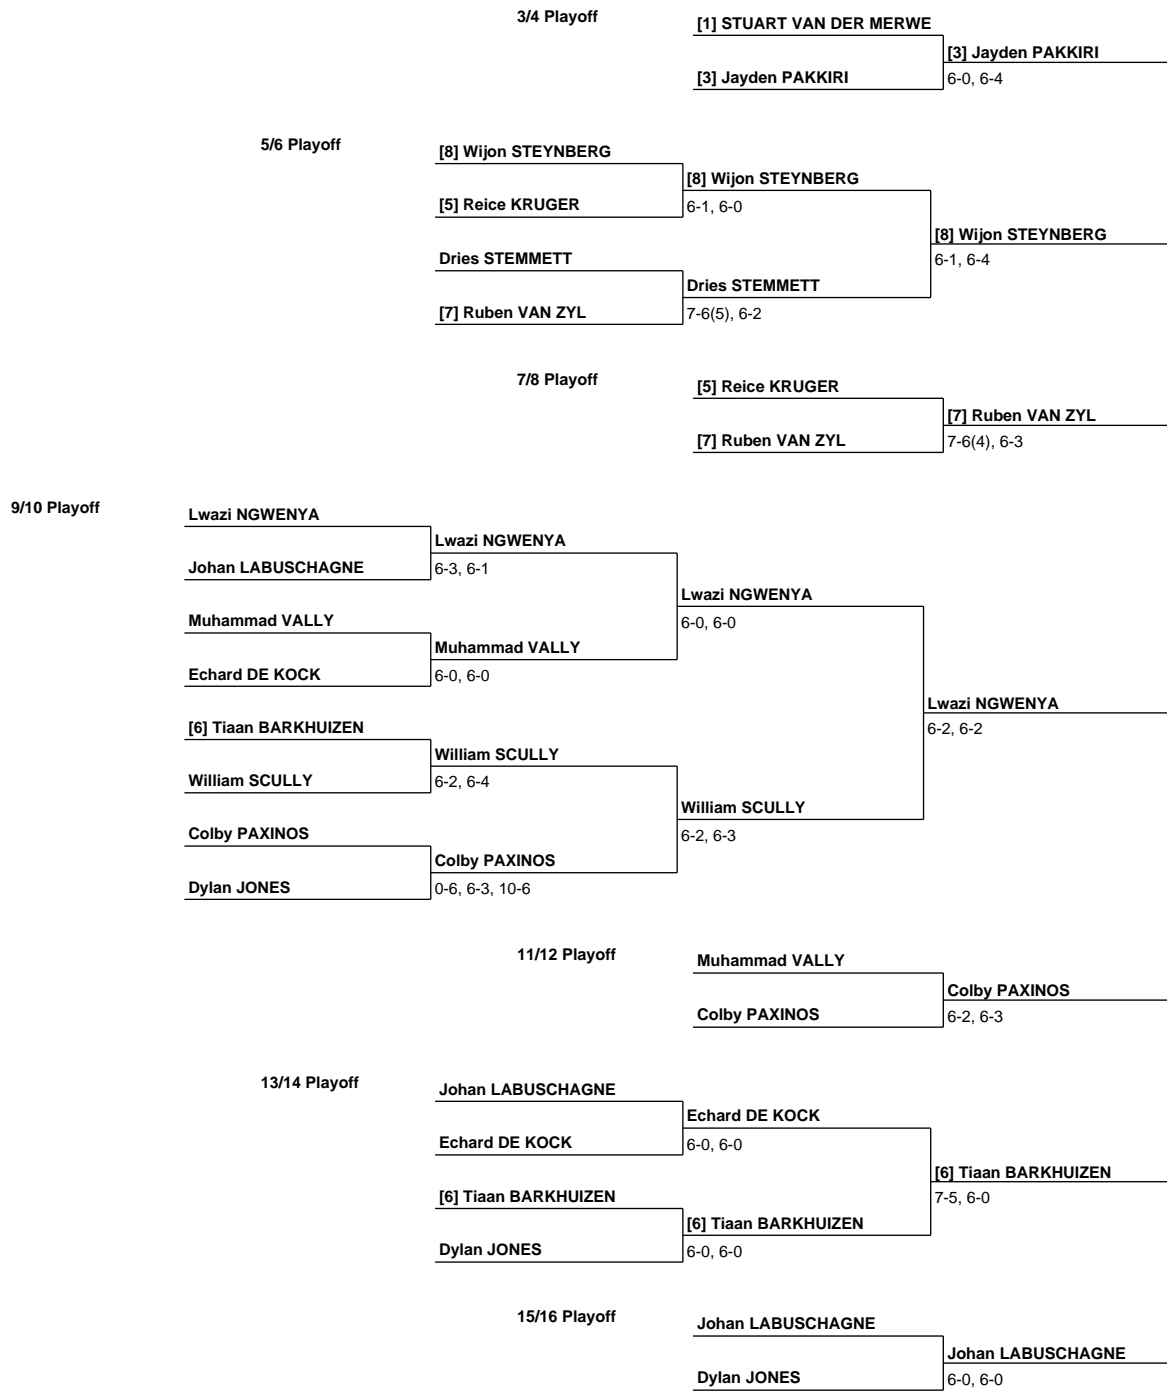 3/4 Playoff
[1] STUART VAN DER MERWE
[3] Jayden PAKKIRI
[3] Jayden PAKKIRI
6-0, 6-4
5/6 Playoff
[8] Wijon STEYNBERG
[8] Wijon STEYNBERG
[5] Reice KRUGER
6-1, 6-0
[8] Wijon STEYNBERG
Dries STEMMETT
6-1, 6-4
Dries STEMMETT
[7] Ruben VAN ZYL
7-6(5), 6-2
7/8 Playoff
[5] Reice KRUGER
[7] Ruben VAN ZYL
[7] Ruben VAN ZYL
7-6(4), 6-3
9/10 Playoff
Lwazi NGWENYA
Lwazi NGWENYA
Johan LABUSCHAGNE
6-3, 6-1
Lwazi NGWENYA
Muhammad VALLY
6-0, 6-0
Muhammad VALLY
Echard DE KOCK
6-0, 6-0
Lwazi NGWENYA
[6] Tiaan BARKHUIZEN
6-2, 6-2
William SCULLY
William SCULLY
6-2, 6-4
William SCULLY
Colby PAXINOS
6-2, 6-3
Colby PAXINOS
Dylan JONES
0-6, 6-3, 10-6
11/12 Playoff
Muhammad VALLY
Colby PAXINOS
Colby PAXINOS
6-2, 6-3
13/14 Playoff
Johan LABUSCHAGNE
Echard DE KOCK
Echard DE KOCK
6-0, 6-0
[6] Tiaan BARKHUIZEN
[6] Tiaan BARKHUIZEN
7-5, 6-0
[6] Tiaan BARKHUIZEN
Dylan JONES
6-0, 6-0
15/16 Playoff
Johan LABUSCHAGNE
Johan LABUSCHAGNE
Dylan JONES
6-0, 6-0